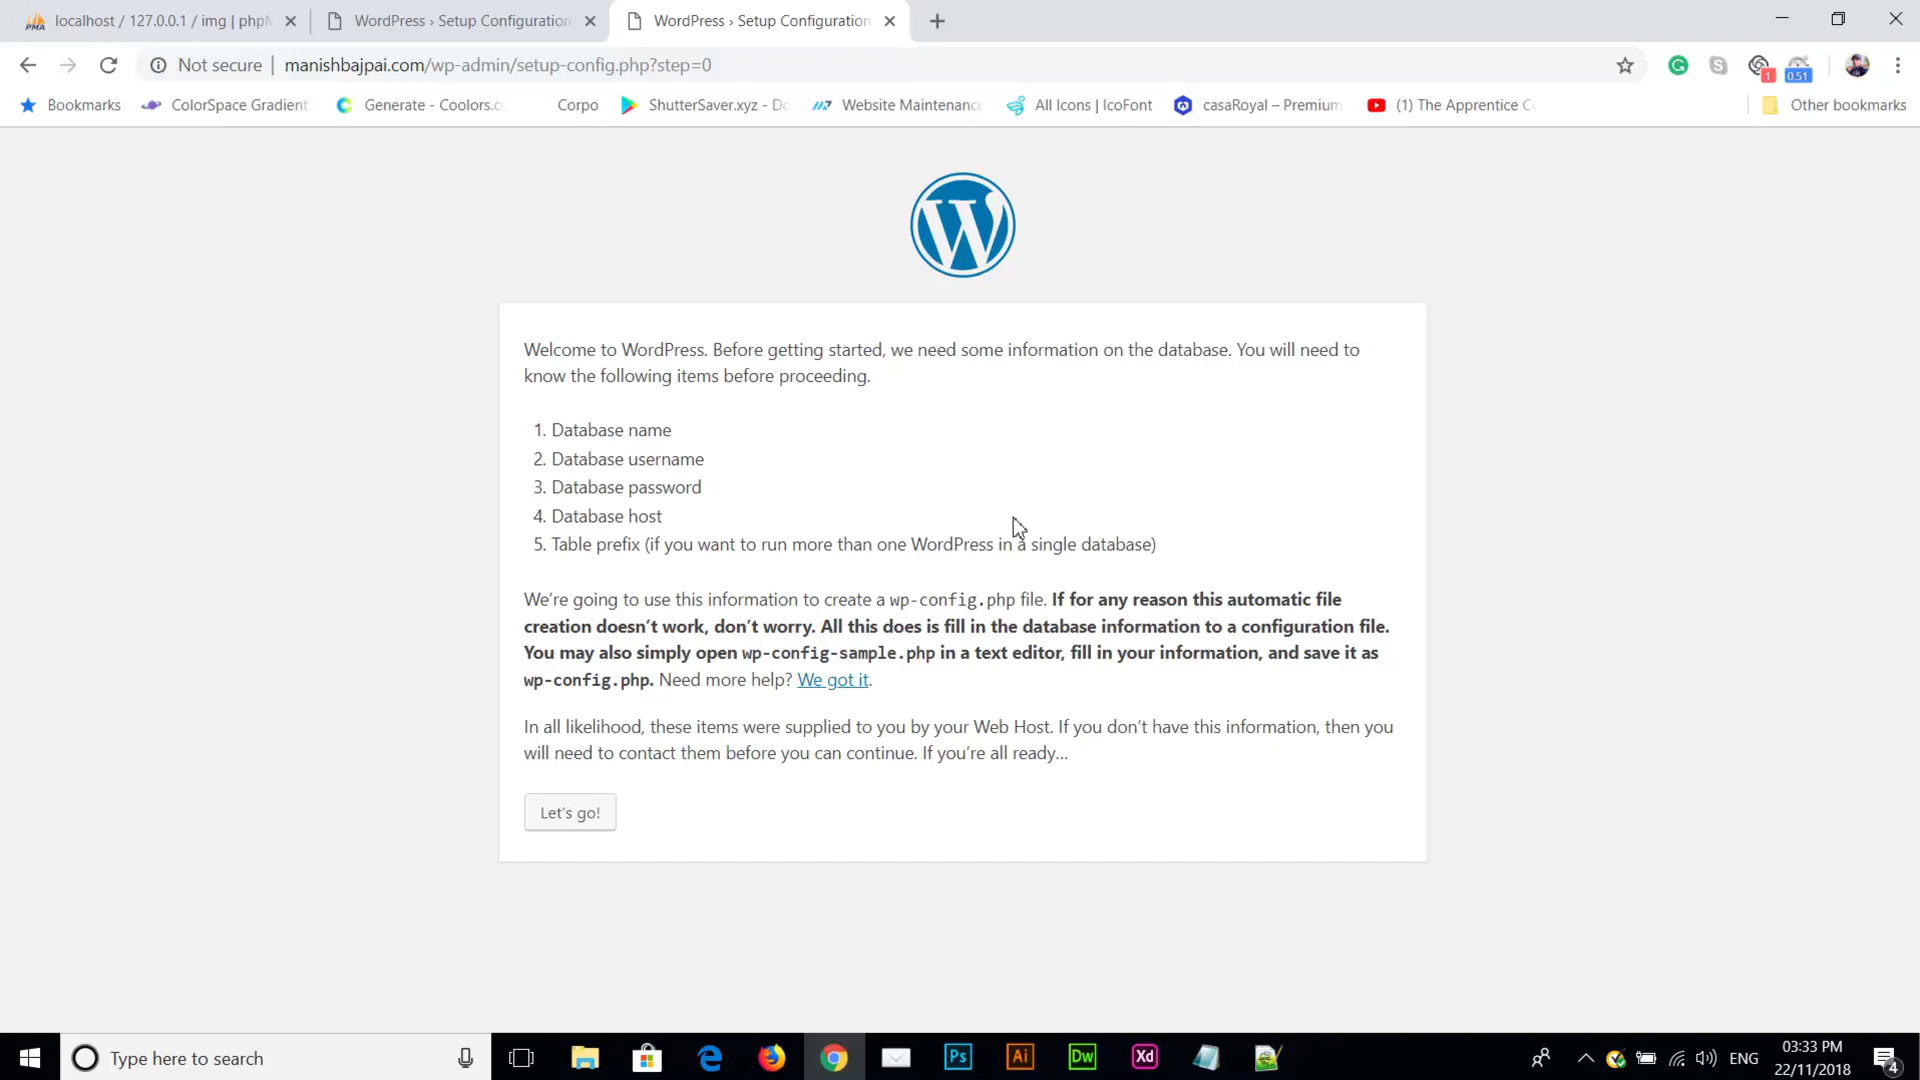 localhost / 127.0.0.1 / img | phpM
WordPress › Setup Configuration
WordPress › Setup Configuration
Not secure | manishbajpai.com/wp-admin/setup-config.php?step=0
1
0.51
Bookmarks
ColorSpace Gradient
Generate - Coolors.c
Corpo
ShutterSaver.xyz - Do
Website Maintenance
All Icons | IcoFont
casaRoyal – Premium
(1) The Apprentice Co
Other bookmarks
W
Welcome to WordPress. Before getting started, we need some information on the database. You will need to
know the following items before proceeding.
1. Database name
2. Database username
3. Database password
4. Database host
5. Table prefix (if you want to run more than one WordPress in a single database)
We’re going to use this information to create a wp-config.php file. If for any reason this automatic file
creation doesn’t work, don’t worry. All this does is fill in the database information to a configuration file.
You may also simply open wp-config-sample.php in a text editor, fill in your information, and save it as
wp-config.php. Need more help? We got it.
In all likelihood, these items were supplied to you by your Web Host. If you don’t have this information, then you
will need to contact them before you can continue. If you’re all ready…
Let’s go!
Type here to search
Ps
Ai
Dw
Xd
ENG
03:33 PM
22/11/2018
4